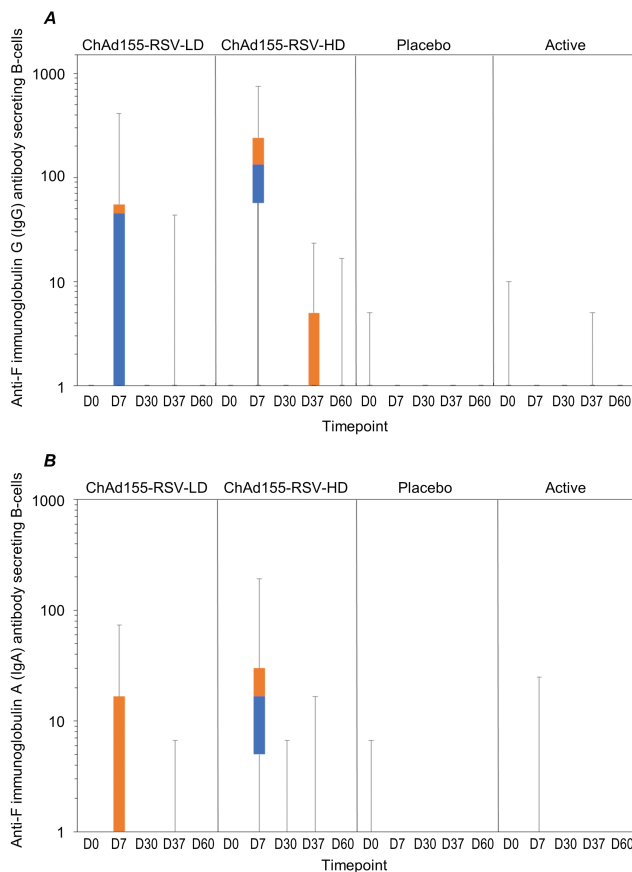 A
ChAd155-RSV-LD ChAd155-RSV-HD Placebo Active
Anti-F immunoglobulin G (IgG) antibody secreting B-cells
1000
100
10
1
D0 D7 D30 D37 D60 D0 D7 D30 D37 D60 D0 D7 D30 D37 D60 D0 D7 D30 D37 D60
Timepoint
B
ChAd155-RSV-LD ChAd155-RSV-HD Placebo Active
Anti-F immunoglobulin A (IgA) antibody secreting B-cells
1000
100
10
1
D0 D7 D30 D37 D60 D0 D7 D30 D37 D60 D0 D7 D30 D37 D60 D0 D7 D30 D37 D60
Timepoint